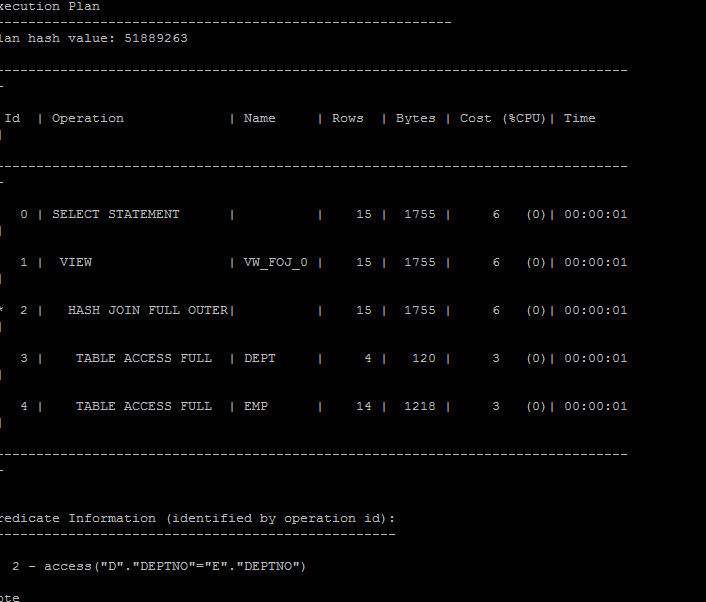 xecution Plan
----------------------------------------------------------
lan hash value: 51889263
--------------------------------------------------------------------------------
-
Id | Operation | Name | Rows | Bytes | Cost (%CPU)| Time
|
--------------------------------------------------------------------------------
-
0 | SELECT STATEMENT | | 15 | 1755 | 6 (0)| 00:00:01
|
1 | VIEW | VW_FOJ_0 | 15 | 1755 | 6 (0)| 00:00:01
|
* 2 | HASH JOIN FULL OUTER| | 15 | 1755 | 6 (0)| 00:00:01
|
3 | TABLE ACCESS FULL | DEPT | 4 | 120 | 3 (0)| 00:00:01
|
4 | TABLE ACCESS FULL | EMP | 14 | 1218 | 3 (0)| 00:00:01
|
--------------------------------------------------------------------------------
-
redicate Information (identified by operation id):
---------------------------------------------------
2 - access("D"."DEPTNO"="E"."DEPTNO")
ote